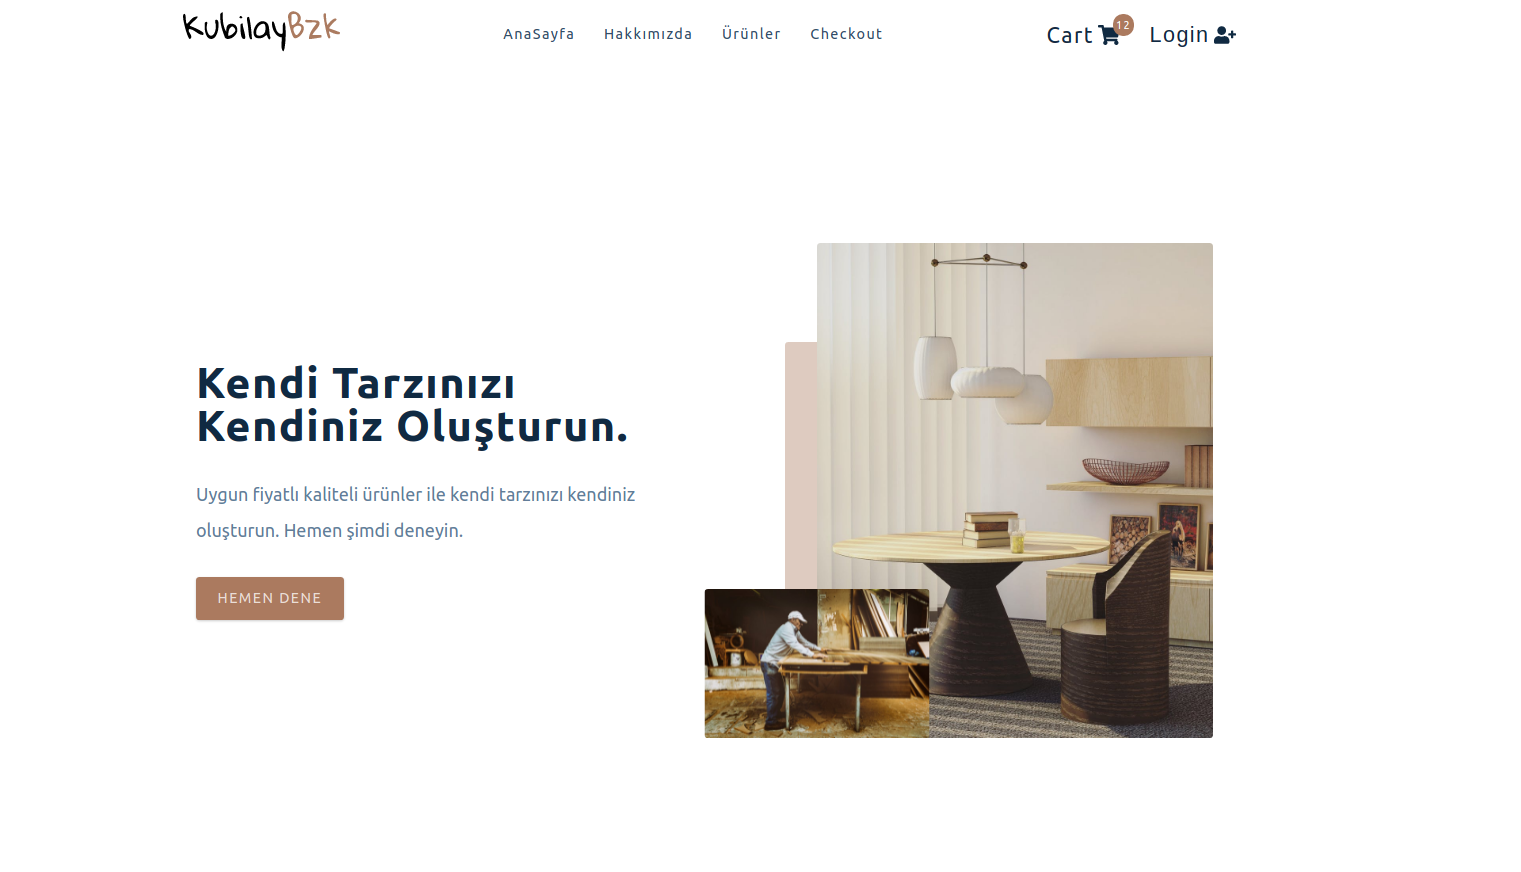 KubilayBzk
AnaSayfa Hakkımızda Ürünler Checkout
Cart 12 Login
Kendi Tarzınızı
Kendiniz Oluşturun.
Uygun fiyatlı kaliteli ürünler ile kendi tarzınızı kendiniz
oluşturun. Hemen şimdi deneyin.
HEMEN DENE